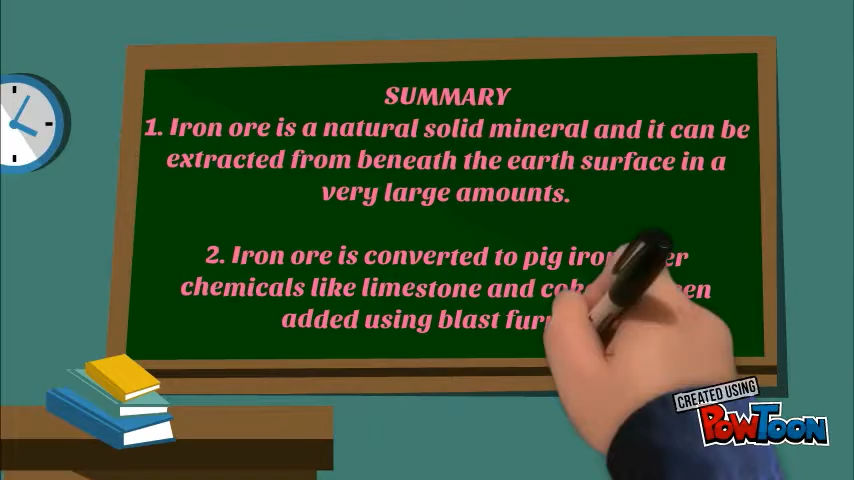 SUMMARY
1. Iron ore is a natural solid mineral and it can be
extracted from beneath the earth surface in a
very large amounts.
2. Iron ore is converted to pig iron
chemicals like limestone and
added using blast
CREATED USING
POWTOON